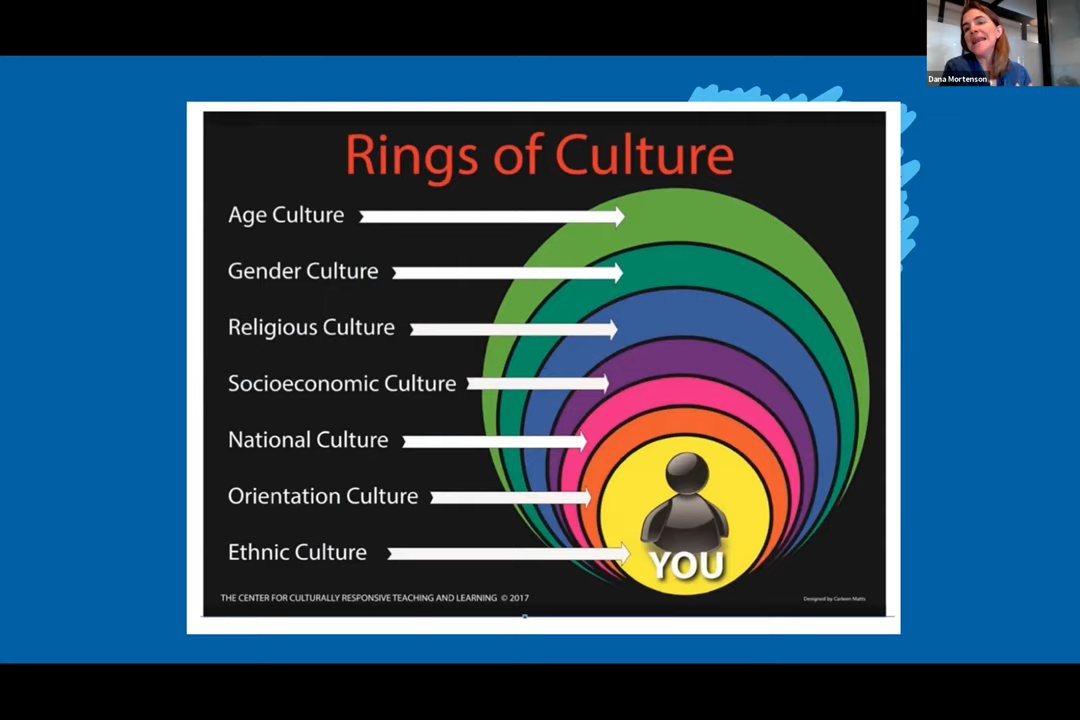 Dana Mortenson
Rings of Culture
Age Culture
Gender Culture
Religious Culture
Socioeconomic Culture
National Culture
Orientation Culture
Ethnic Culture
YOU
THE CENTER FOR CULTURALLY RESPONSIVE TEACHING AND LEARNING © 2017
Designed by Carleen Matts